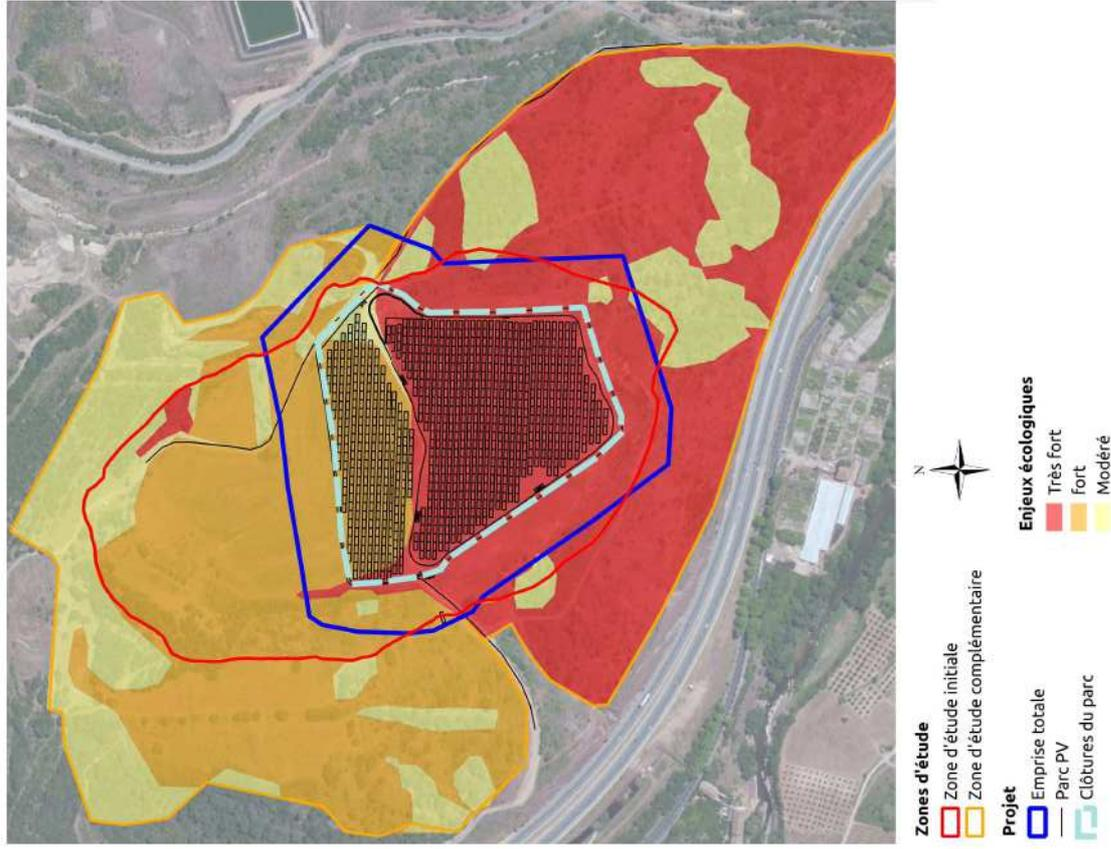 N
Zones d'étude
Zone d'étude initiale
Zone d'étude complémentaire
Projet
Emprise totale
Parc PV
Clôtures du parc
Enjeux écologiques
Très fort
Fort
Modéré